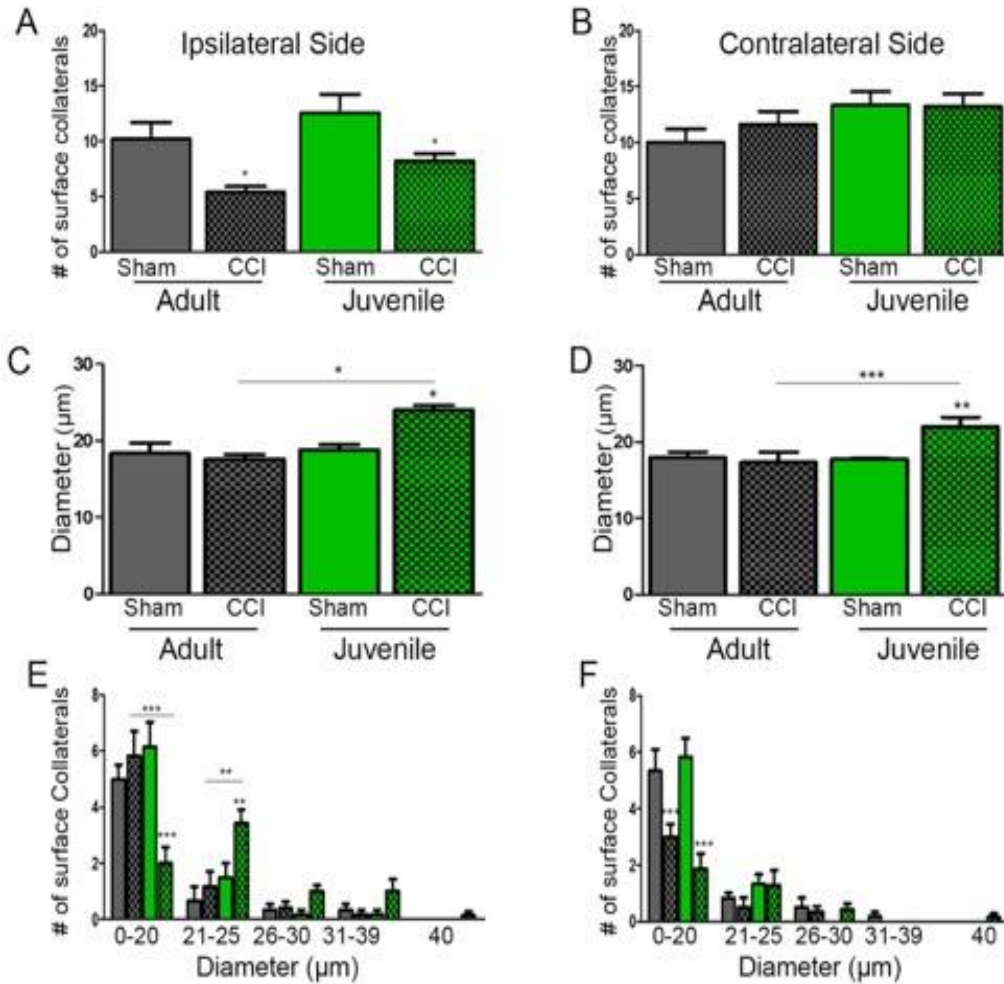 A
Ipsilateral Side
# of surface collaterals
20
15
10
5
0
*
*
Sham CCI Sham CCI
Adult Juvenile
B
Contralateral Side
# of surface collaterals
20
15
10
5
0
Sham CCI Sham CCI
Adult Juvenile
C
Diameter (µm)
30
20
10
0
*
*
Sham CCI Sham CCI
Adult Juvenile
D
Diameter (µm)
30
20
10
0
***
**
Sham CCI Sham CCI
Adult Juvenile
E
# of surface Collaterals
8
6
4
2
0
***
***
**
**
0-20 21-25 26-30 31-39 40
Diameter (µm)
F
# of surface Collaterals
8
6
4
2
0
***
***
0-20 21-25 26-30 31-39 40
Diameter (µm)